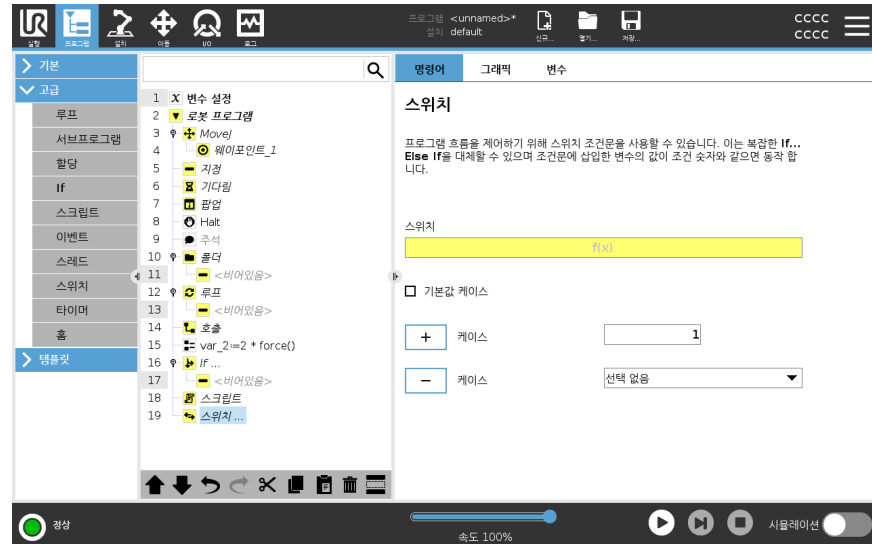 UR
실행
프로그램
설치
이동
I/O
로그
프로그램 <unnamed>*
설치 default
신규...
열기...
저장...
cccc
cccc
기본
고급
루프
서브프로그램
할당
If
스크립트
이벤트
스레드
스위치
타이머
홈
템플릿
1 X 변수 설정
2 로봇 프로그램
3 MoveJ
4 웨이포인트_1
5 지정
6 기다림
7 팝업
8 Halt
9 주석
10 폴더
11 <비어있음>
12 루프
13 <비어있음>
14 호출
15 var_2:=2 * force()
16 If ...
17 <비어있음>
18 스크립트
19 스위치 ...
명령어 그래픽 변수
스위치
프로그램 흐름을 제어하기 위해 스위치 조건문을 사용할 수 있습니다. 이는 복잡한 If...
Else If을 대체할 수 있으며 조건문에 삽입한 변수의 값이 조건 숫자와 같으면 동작 합
니다.
스위치
f(x)
기본값 케이스
+ 케이스 1
− 케이스 선택 없음
정상
속도 100%
시뮬레이션